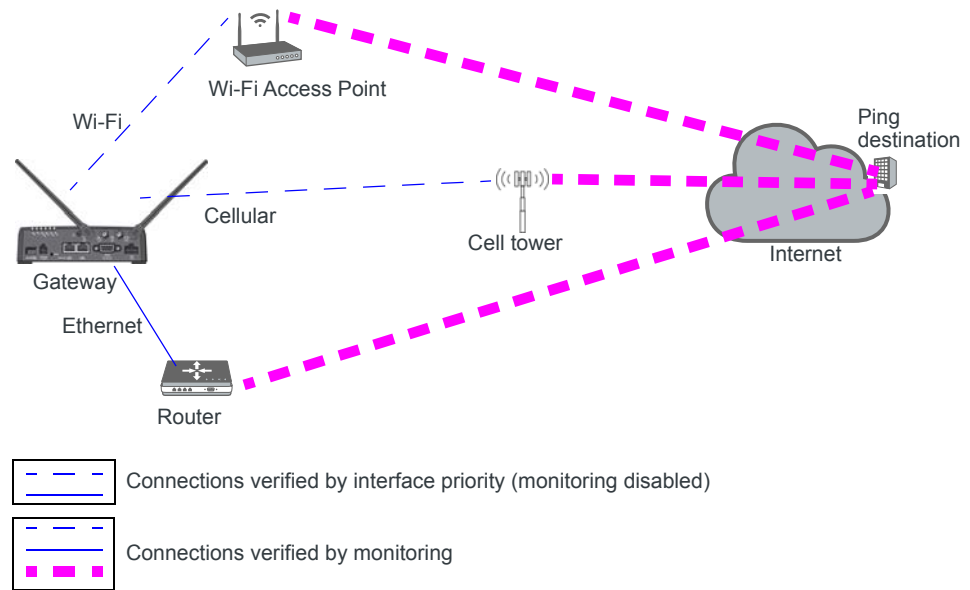 Wi-Fi Access Point
Wi-Fi
Ping
destination
Cellular
Cell tower
Internet
Gateway
Ethernet
Router
Connections verified by interface priority (monitoring disabled)
Connections verified by monitoring